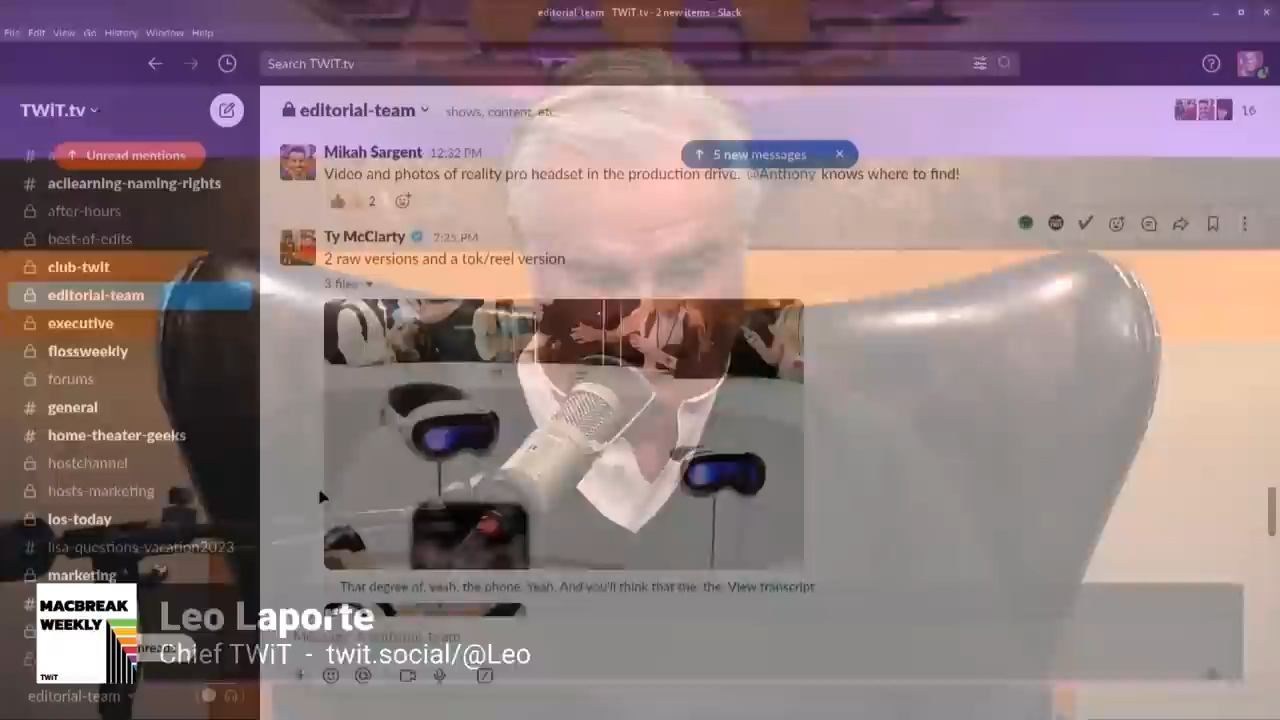 editorial-team - TWiT.tv - 2 new items - Slack
File Edit View Go History Window Help
Search TWiT.tv
TWiT.tv
editorial-team
shows, content, etc.
16
Unread mentions
acilearning-naming-rights
after-hours
best-of-edits
club-twit
editorial-team
executive
flossweekly
forums
general
home-theater-geeks
hostchannel
hosts-marketing
los-today
lisa-questions-vacation2023
marketing
editorial-team
Mikah Sargent 12:32 PM
5 new messages
Video and photos of reality pro headset in the production drive. @Anthony knows where to find!
2
Ty McClarty 2:25 PM
2 raw versions and a tok/reel version
3 files
That degree of, yeah, the phone. Yeah. And you'll think that the, the. View transcript
Message editorial-team
MACBREAK
WEEKLY
TWiT
Leo Laporte
Chief TWiT - twit.social/@Leo